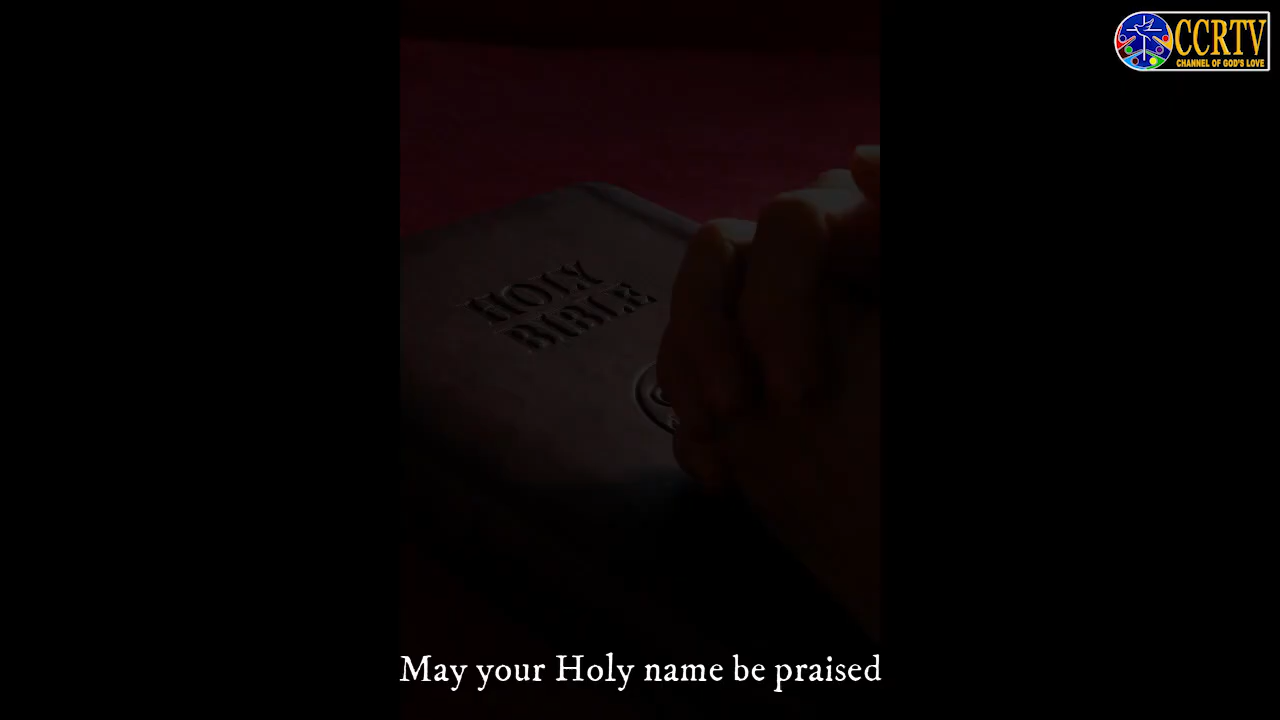 CCRTV
CHANNEL OF GOD'S LOVE
HOLY
BIBLE
May your Holy name be praised